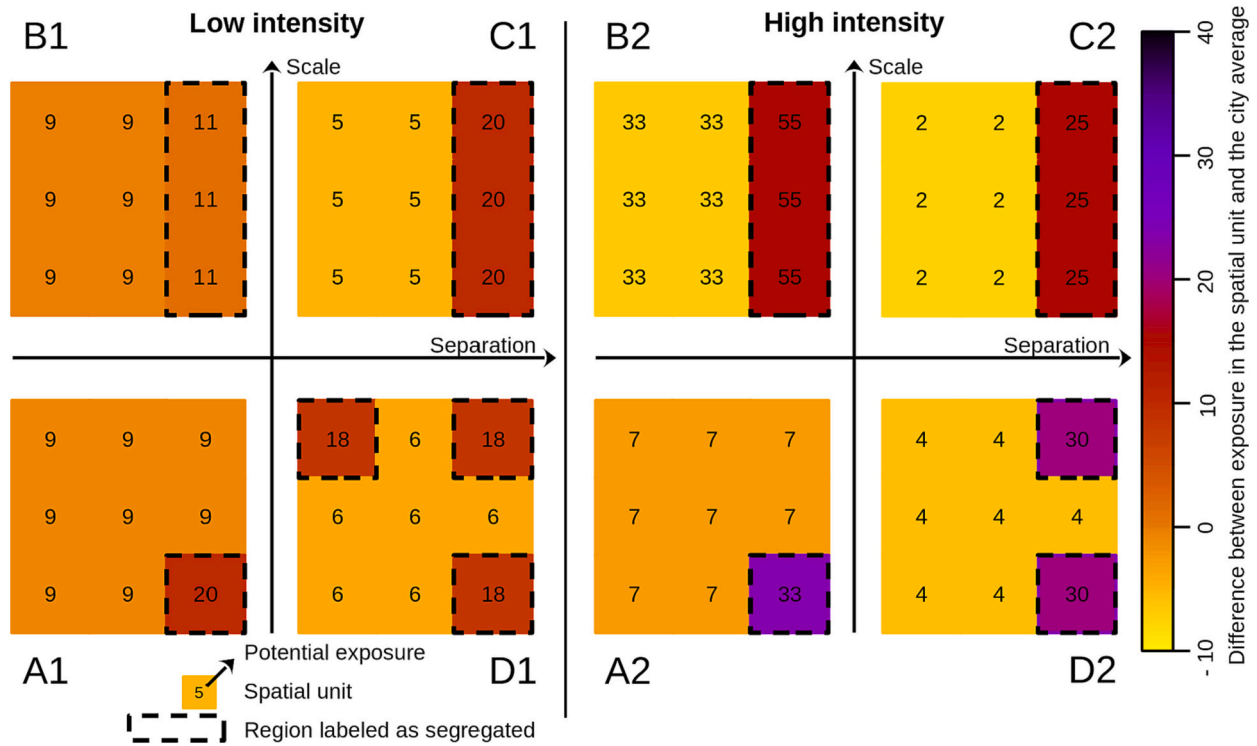 Low intensity
High intensity
B1
C1
B2
C2
Scale
Scale
9 9 11
5 5 20
33 33 55
2 2 25
9 9 11
5 5 20
33 33 55
2 2 25
9 9 11
5 5 20
33 33 55
2 2 25
Separation
Separation
9 9 9
18 6 18
7 7 7
4 4 30
9 9 9
6 6 6
7 7 7
4 4 4
9 9 20
6 6 18
7 7 33
4 4 30
A1
D1
A2
D2
Potential exposure
5
Spatial unit
Region labeled as segregated
40
30
20
10
0
- 10
Difference between exposure in the spatial unit and the city average